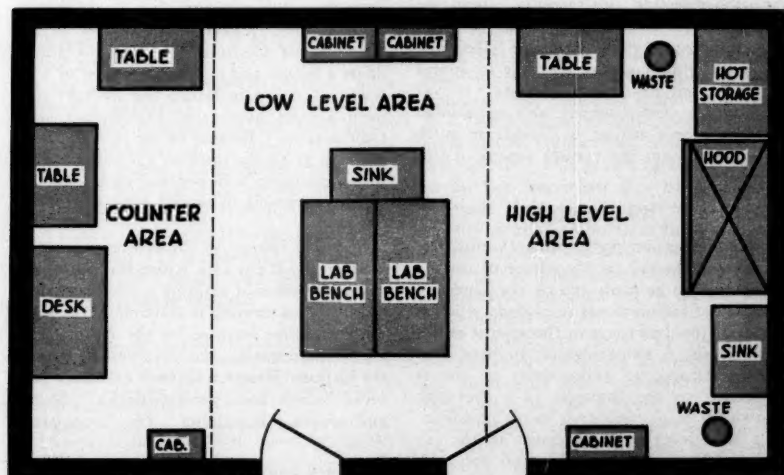 TABLE
CABINET
CABINET
TABLE
WASTE
HOT
STORAGE
LOW LEVEL AREA
TABLE
SINK
HOOD
COUNTER
AREA
HIGH LEVEL
AREA
LAB
BENCH
LAB
BENCH
DESK
SINK
WASTE
CAB.
CABINET